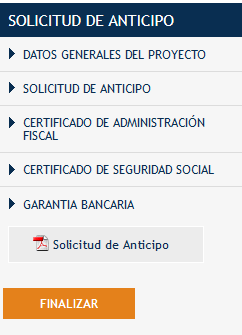 SOLICITUD DE ANTICIPO
DATOS GENERALES DEL PROYECTO
SOLICITUD DE ANTICIPO
CERTIFICADO DE ADMINISTRACIÓN
FISCAL
CERTIFICADO DE SEGURIDAD SOCIAL
GARANTIA BANCARIA
Solicitud de Anticipo
FINALIZAR